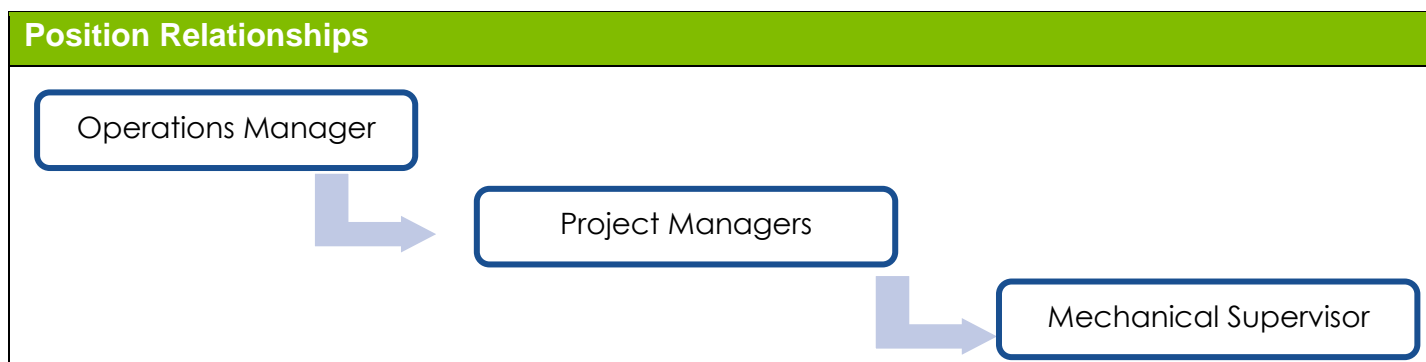 Position Relationships
Operations Manager
Project Managers
Mechanical Supervisor